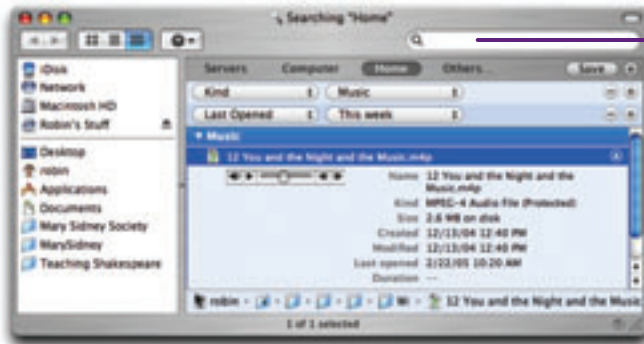 Searching "Home"
iDisk
Network
Macintosh HD
Robin's Stuff
Desktop
robin
Applications
Documents
Mary Sidney Society
MarySidney
Teaching Shakespeare
Servers Computer Home Others... Save
Kind Music
Last Opened This week
Music
12 You and the Night and the Music.m4p
Name 12 You and the Night and the
Music.m4p
Kind MPEG-4 Audio File (Protected)
Size 2.6 MB on disk
Created 12/13/04 12:40 PM
Modified 12/13/04 12:40 PM
Last opened 2/22/05 10:20 AM
Duration --
robin 12 You and the Night and the Music
1 of 1 selected